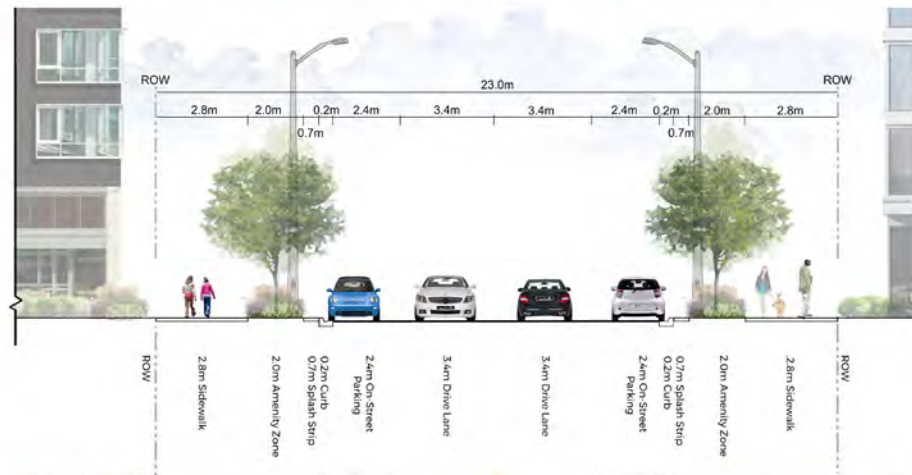 ROW
ROW
23.0m
2.8m
2.0m
0.2m
2.4m
3.4m
3.4m
2.4m
0.2m
2.0m
2.8m
0.7m
0.7m
ROW
2.8m Sidewalk
2.0m Amenity Zone
0.7m Splash Strip
0.2m Curb
2.4m On-Street
Parking
3.4m Drive Lane
3.4m Drive Lane
2.4m On-Street
Parking
0.2m Curb
0.7m Splash Strip
2.0m Amenity Zone
2.8m Sidewalk
ROW